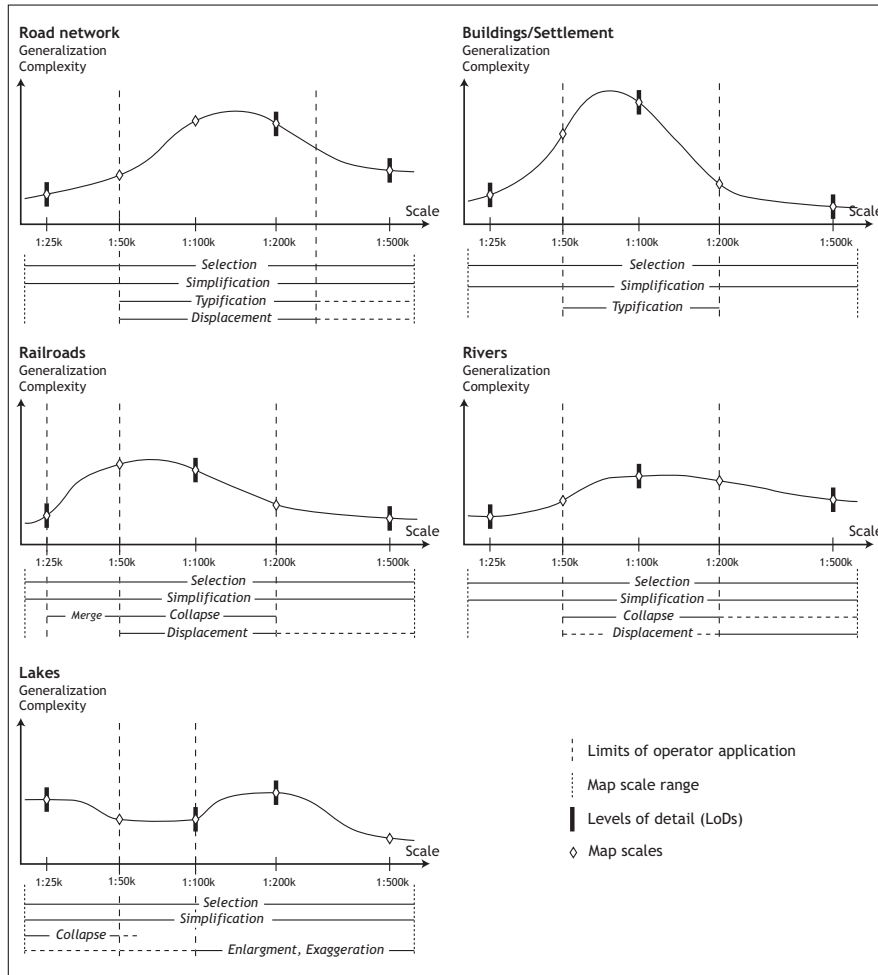 Road network
Generalization
Complexity
Scale
1:25k 1:50k 1:100k 1:200k 1:500k
Selection
Simplification
Typification
Displacement
Buildings/Settlement
Generalization
Complexity
Scale
1:25k 1:50k 1:100k 1:200k 1:500k
Selection
Simplification
Typification
Railroads
Generalization
Complexity
Scale
1:25k 1:50k 1:100k 1:200k 1:500k
Selection
Simplification
Merge Collapse
Displacement
Rivers
Generalization
Complexity
Scale
1:25k 1:50k 1:100k 1:200k 1:500k
Selection
Simplification
Collapse
Displacement
Lakes
Generalization
Complexity
Scale
1:25k 1:50k 1:100k 1:200k 1:500k
Selection
Simplification
Collapse
Enlargment, Exaggeration
Limits of operator application
Map scale range
Levels of detail (LoDs)
Map scales